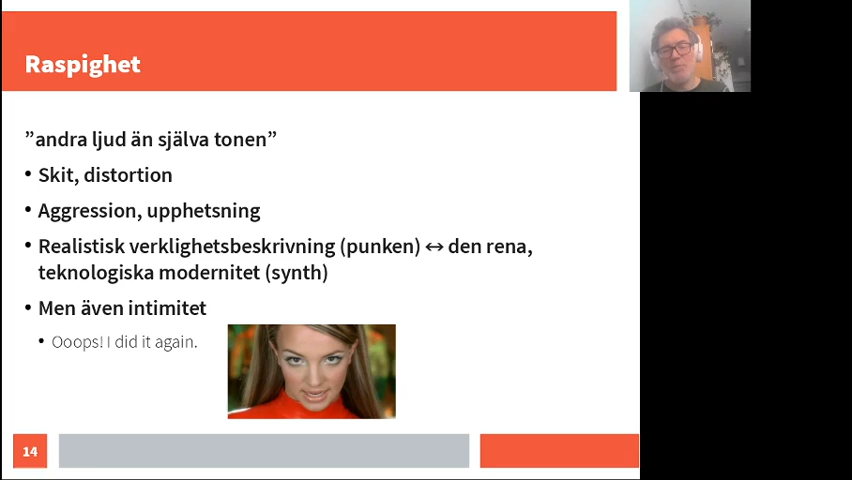 Raspighet
”andra ljud än själva tonen”
• Skit, distortion
• Aggression, upphetsning
• Realistisk verklighetsbeskrivning (punken) ↔ den rena,
teknologiska modernitet (synth)
• Men även intimitet
• Ooops! I did it again.
14